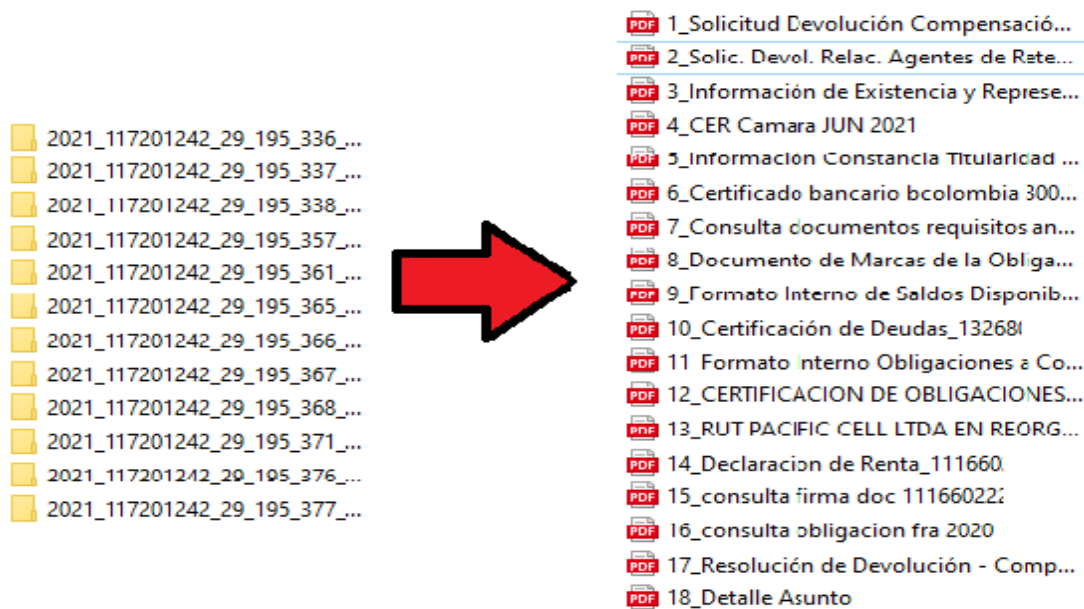 2021_117201242_29_195_336_...
2021_117201242_29_195_337_...
2021_117201242_29_195_338_...
2021_117201242_29_195_357_...
2021_117201242_29_195_361_...
2021_117201242_29_195_365_...
2021_117201242_29_195_366_...
2021_117201242_29_195_367_...
2021_117201242_29_195_368_...
2021_117201242_29_195_371_...
2021_117201242_29_195_376_...
2021_117201242_29_195_377_...
PDF 1_Solicitud Devolución Compensació...
PDF 2_Solic. Devol. Relac. Agentes de Rete...
PDF 3_Información de Existencia y Represe...
PDF 4_CER Camara JUN 2021
PDF 5_Información Constancia Titularidad ...
PDF 6_Certificado bancario bcolombia 300...
PDF 7_Consulta documentos requisitos an...
PDF 8_Documento de Marcas de la Obliga...
PDF 9_Formato Interno de Saldos Disponib...
PDF 10_Certificación de Deudas_13268
PDF 11_Formato Interno Obligaciones a Co...
PDF 12_CERTIFICACION DE OBLIGACIONES...
PDF 13_RUT PACIFIC CELL LTDA EN REORG...
PDF 14_Declaracion de Renta_111660
PDF 15_consulta firma doc 111660222
PDF 16_consulta obligacion fra 2020
PDF 17_Resolución de Devolución - Comp...
PDF 18_Detalle Asunto